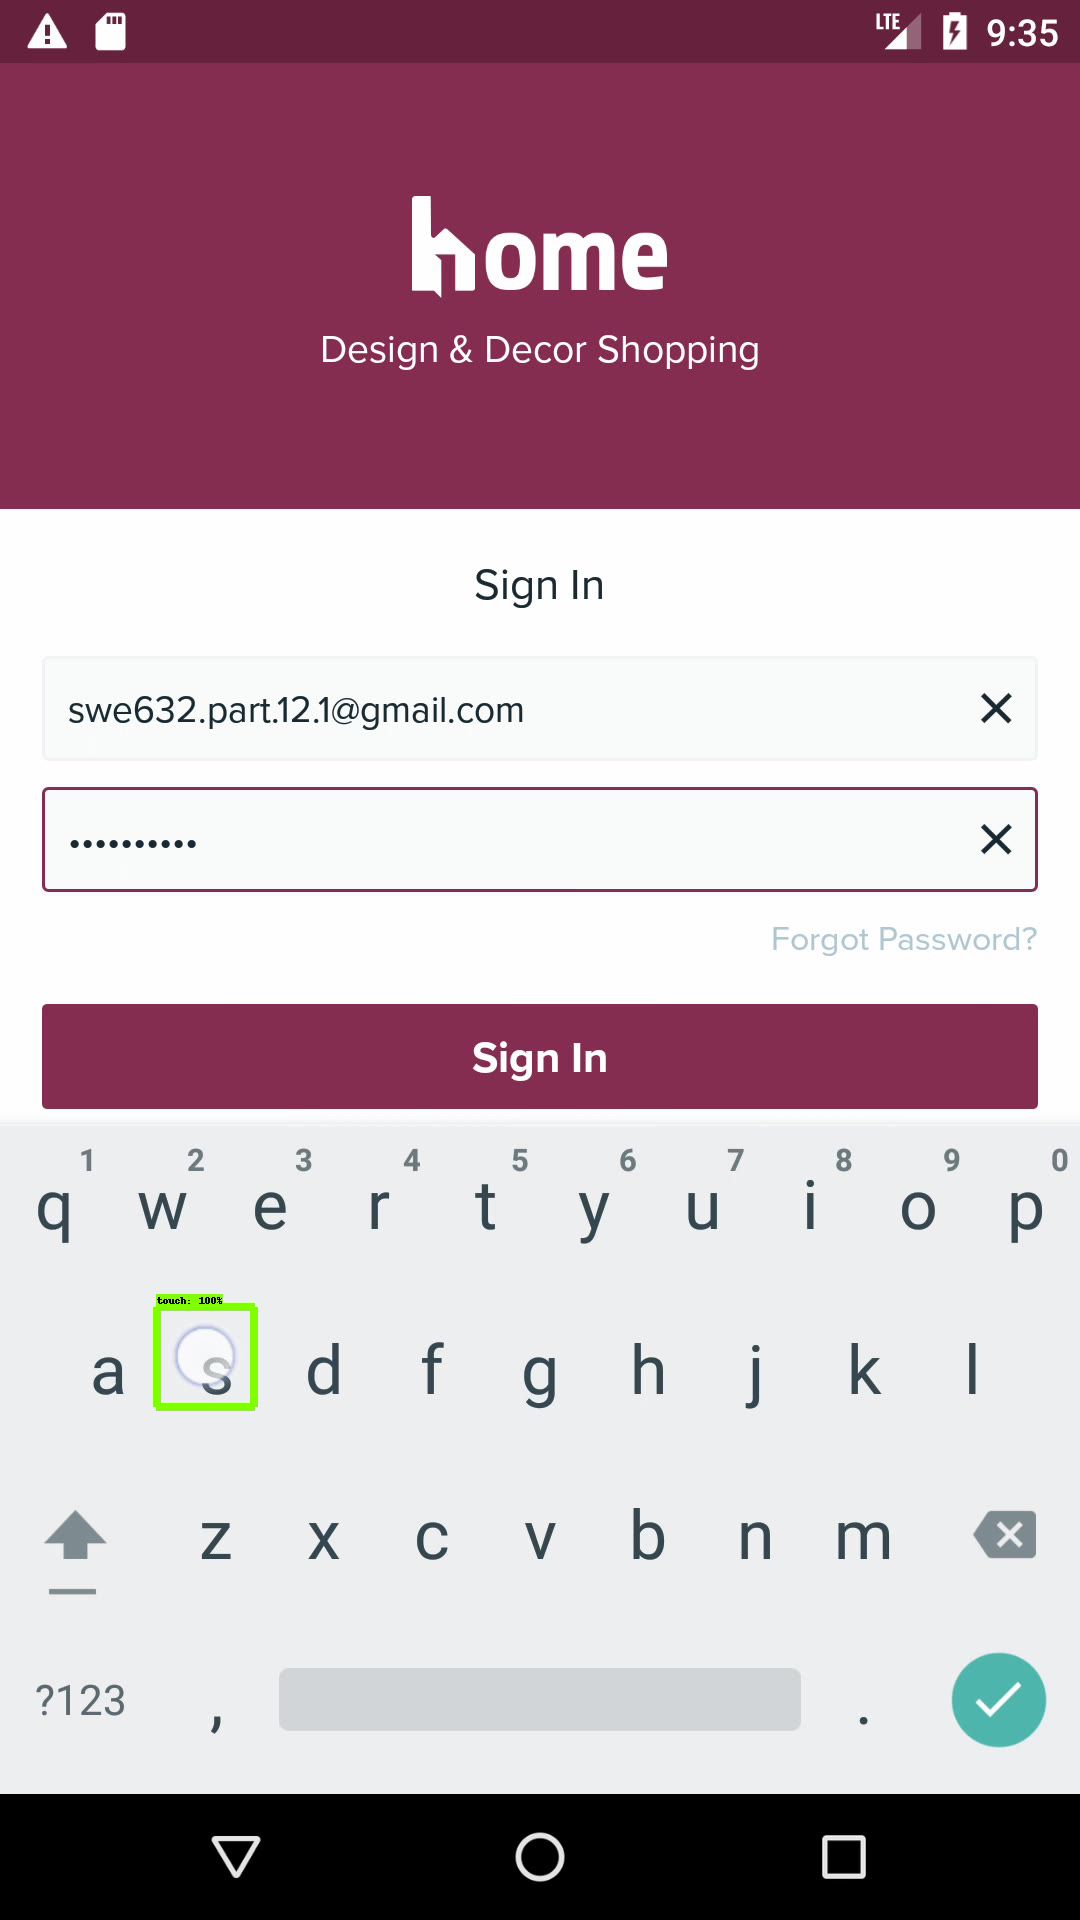 LTE 9:35
home
Design & Decor Shopping
Sign In
swe632.part.12.1@gmail.com
••••••••••
Forgot Password?
Sign In
1 2 3 4 5 6 7 8 9 0
q w e r t y u i o p
touch: 100%
a s d f g h j k l
z x c v b n m
?123 , .